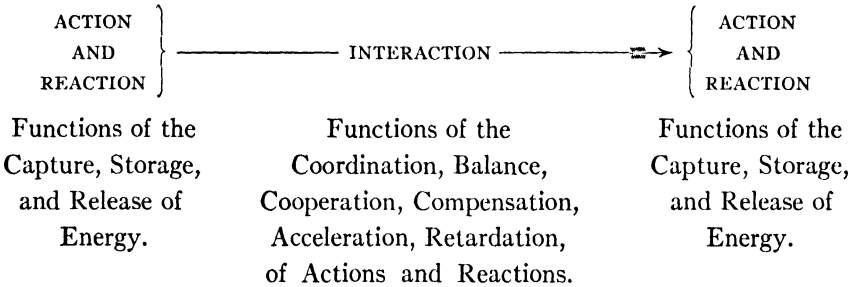 ACTION AND REACTION } ——— INTERACTION ———→ { ACTION AND REACTION
Functions of the
Capture, Storage,
and Release of
Energy.
Functions of the
Coordination, Balance,
Cooperation, Compensation,
Acceleration, Retardation,
of Actions and Reactions.
Functions of the
Capture, Storage,
and Release of
Energy.